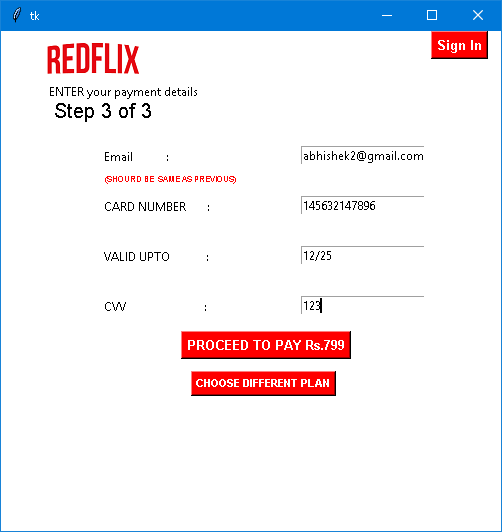 tk
Sign In
REDFLIX
ENTER your payment details
Step 3 of 3
Email : abhishek2@gmail.com
(SHOURD BE SAME AS PREVIOUS)
CARD NUMBER : 145632147896
VALID UPTO : 12/25
CVV : 123
PROCEED TO PAY Rs.799
CHOOSE DIFFERENT PLAN